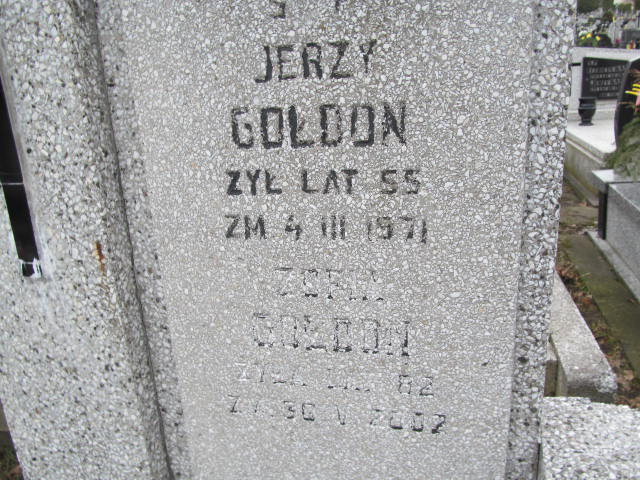 Ś P
JERZY
GOŁDON
ŻYŁ LAT 55
ZM 4 III 1971
ZOFIA
GOŁDON
ŻYŁA LAT 82
ZM 30 V 2002